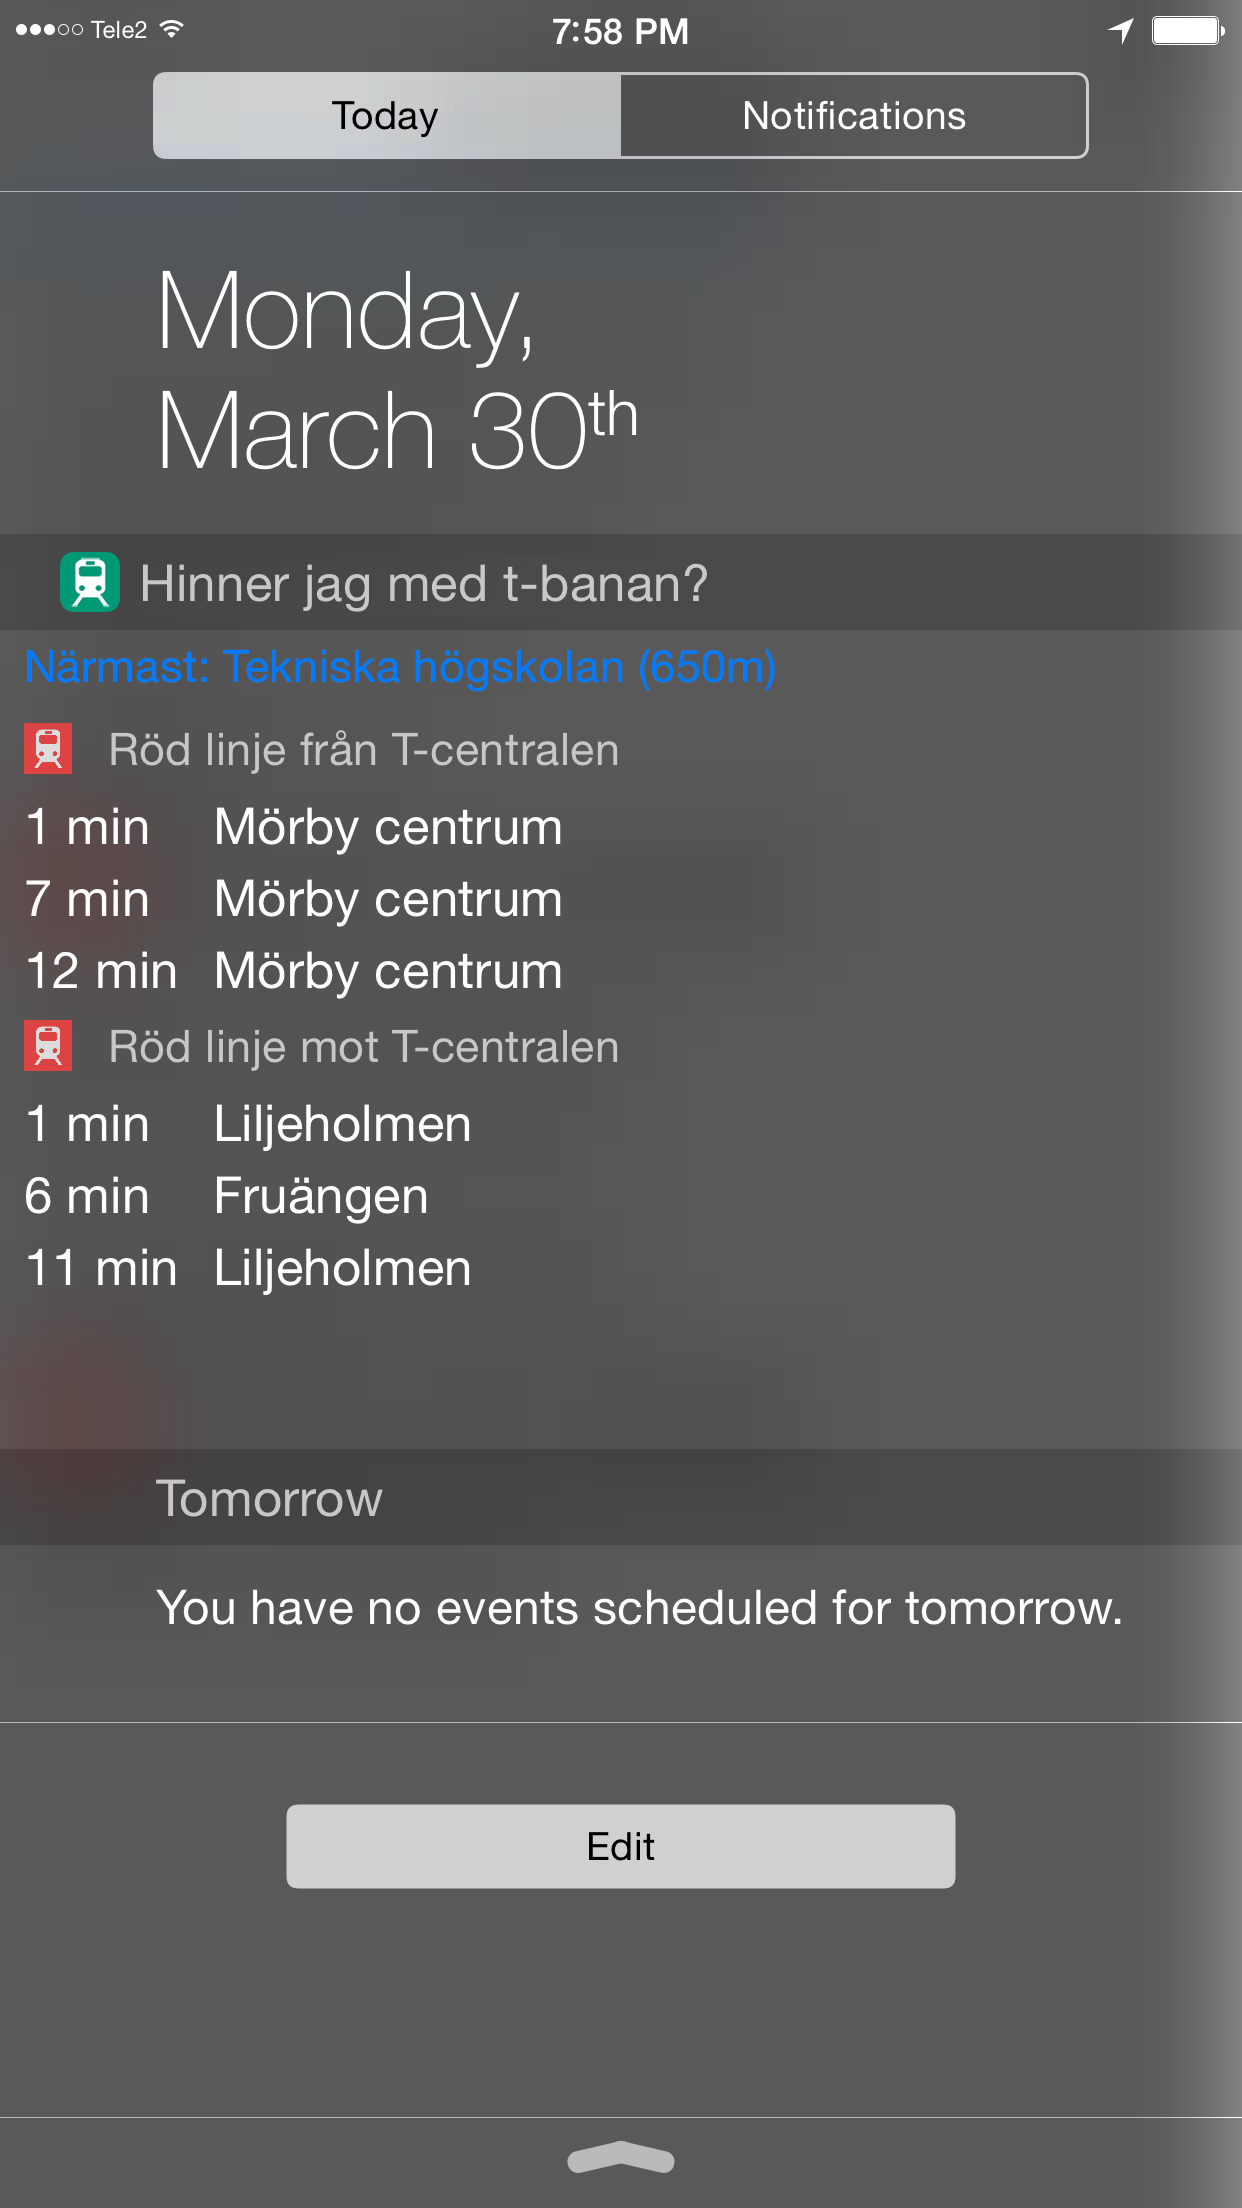 Tele2
7:58 PM
Today
Notifications
Monday,
March 30th
Hinner jag med t-banan?
Närmast: Tekniska högskolan (650m)
Röd linje från T-centralen
1 min Mörby centrum
7 min Mörby centrum
12 min Mörby centrum
Röd linje mot T-centralen
1 min Liljeholmen
6 min Fruängen
11 min Liljeholmen
Tomorrow
You have no events scheduled for tomorrow.
Edit